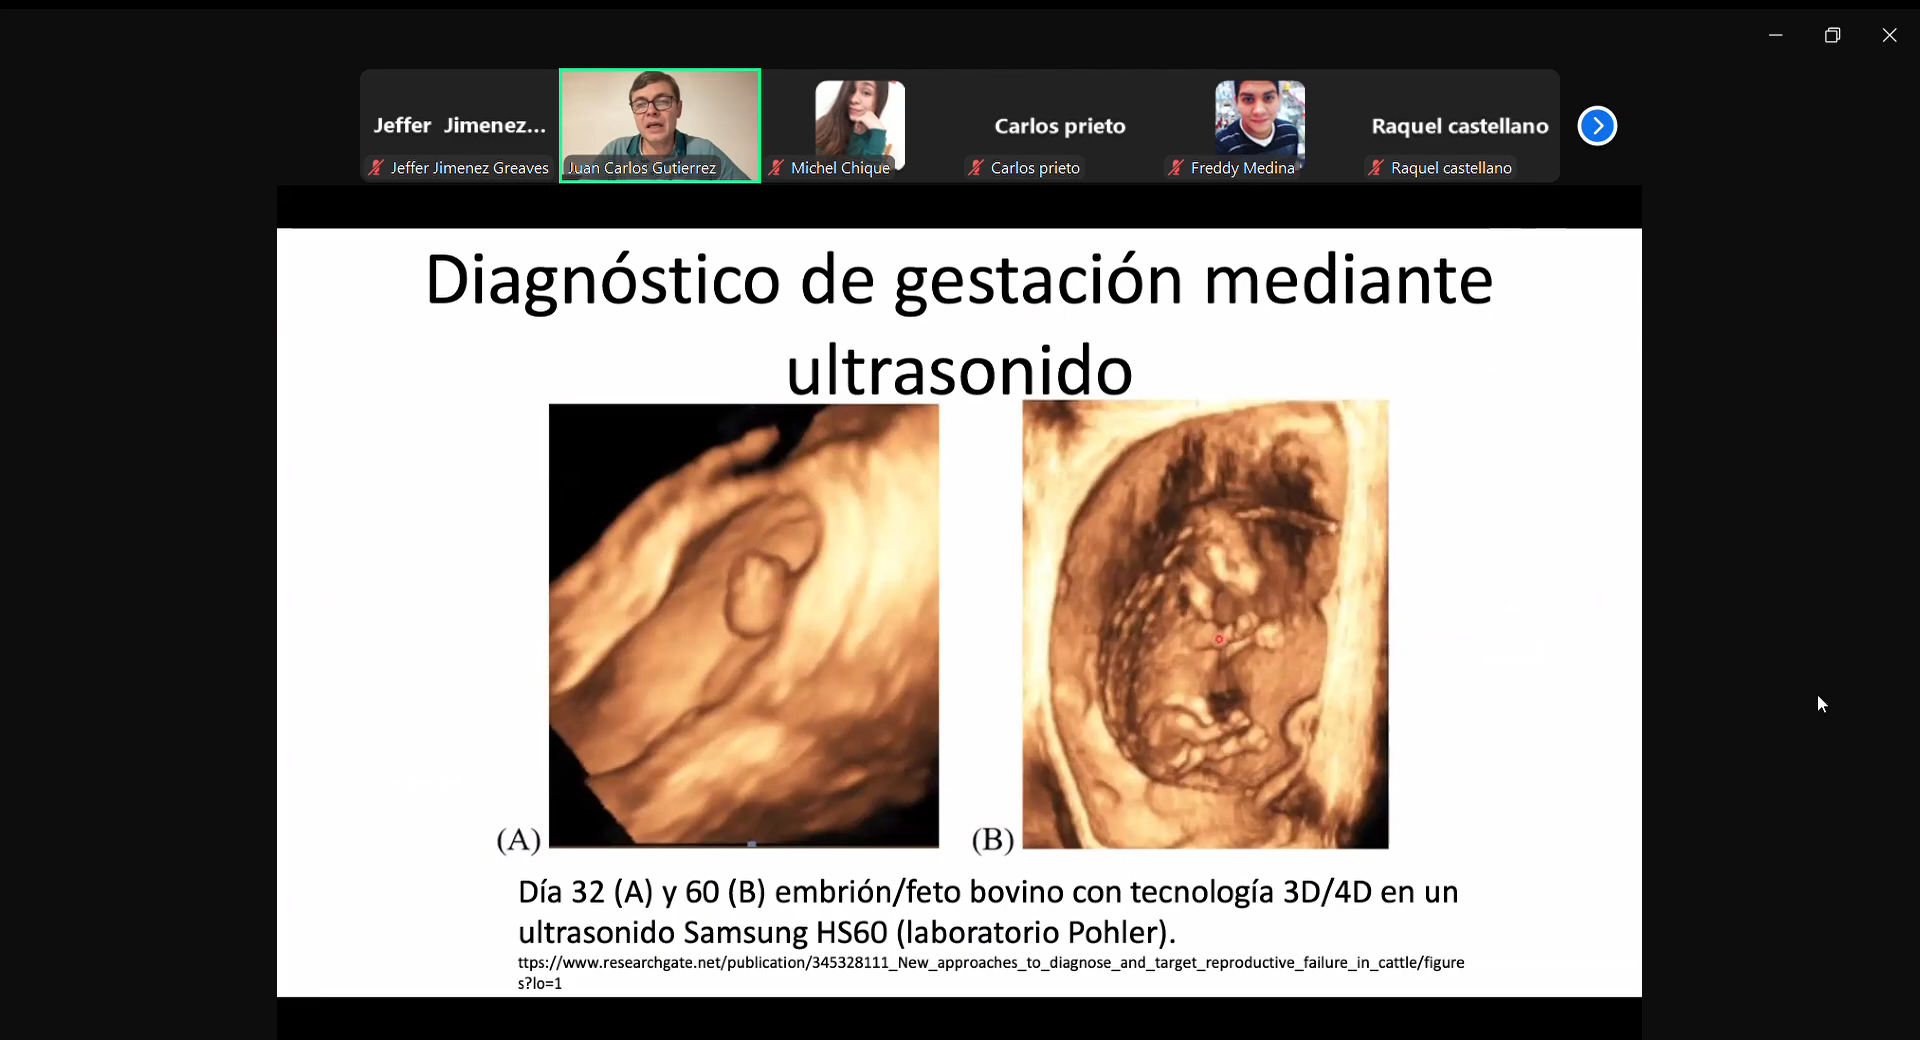 Jeffer Jimenez...
Carlos prieto
Raquel castellano
Jeffer Jimenez Greaves
Juan Carlos Gutierrez
Michel Chique
Carlos prieto
Freddy Medina
Raquel castellano
Diagnóstico de gestación mediante
ultrasonido
(A)
(B)
Día 32 (A) y 60 (B) embrión/feto bovino con tecnología 3D/4D en un
ultrasonido Samsung HS60 (laboratorio Pohler).
ttps://www.researchgate.net/publication/345328111_New_approaches_to_diagnose_and_target_reproductive_failure_in_cattle/figure
s?lo=1